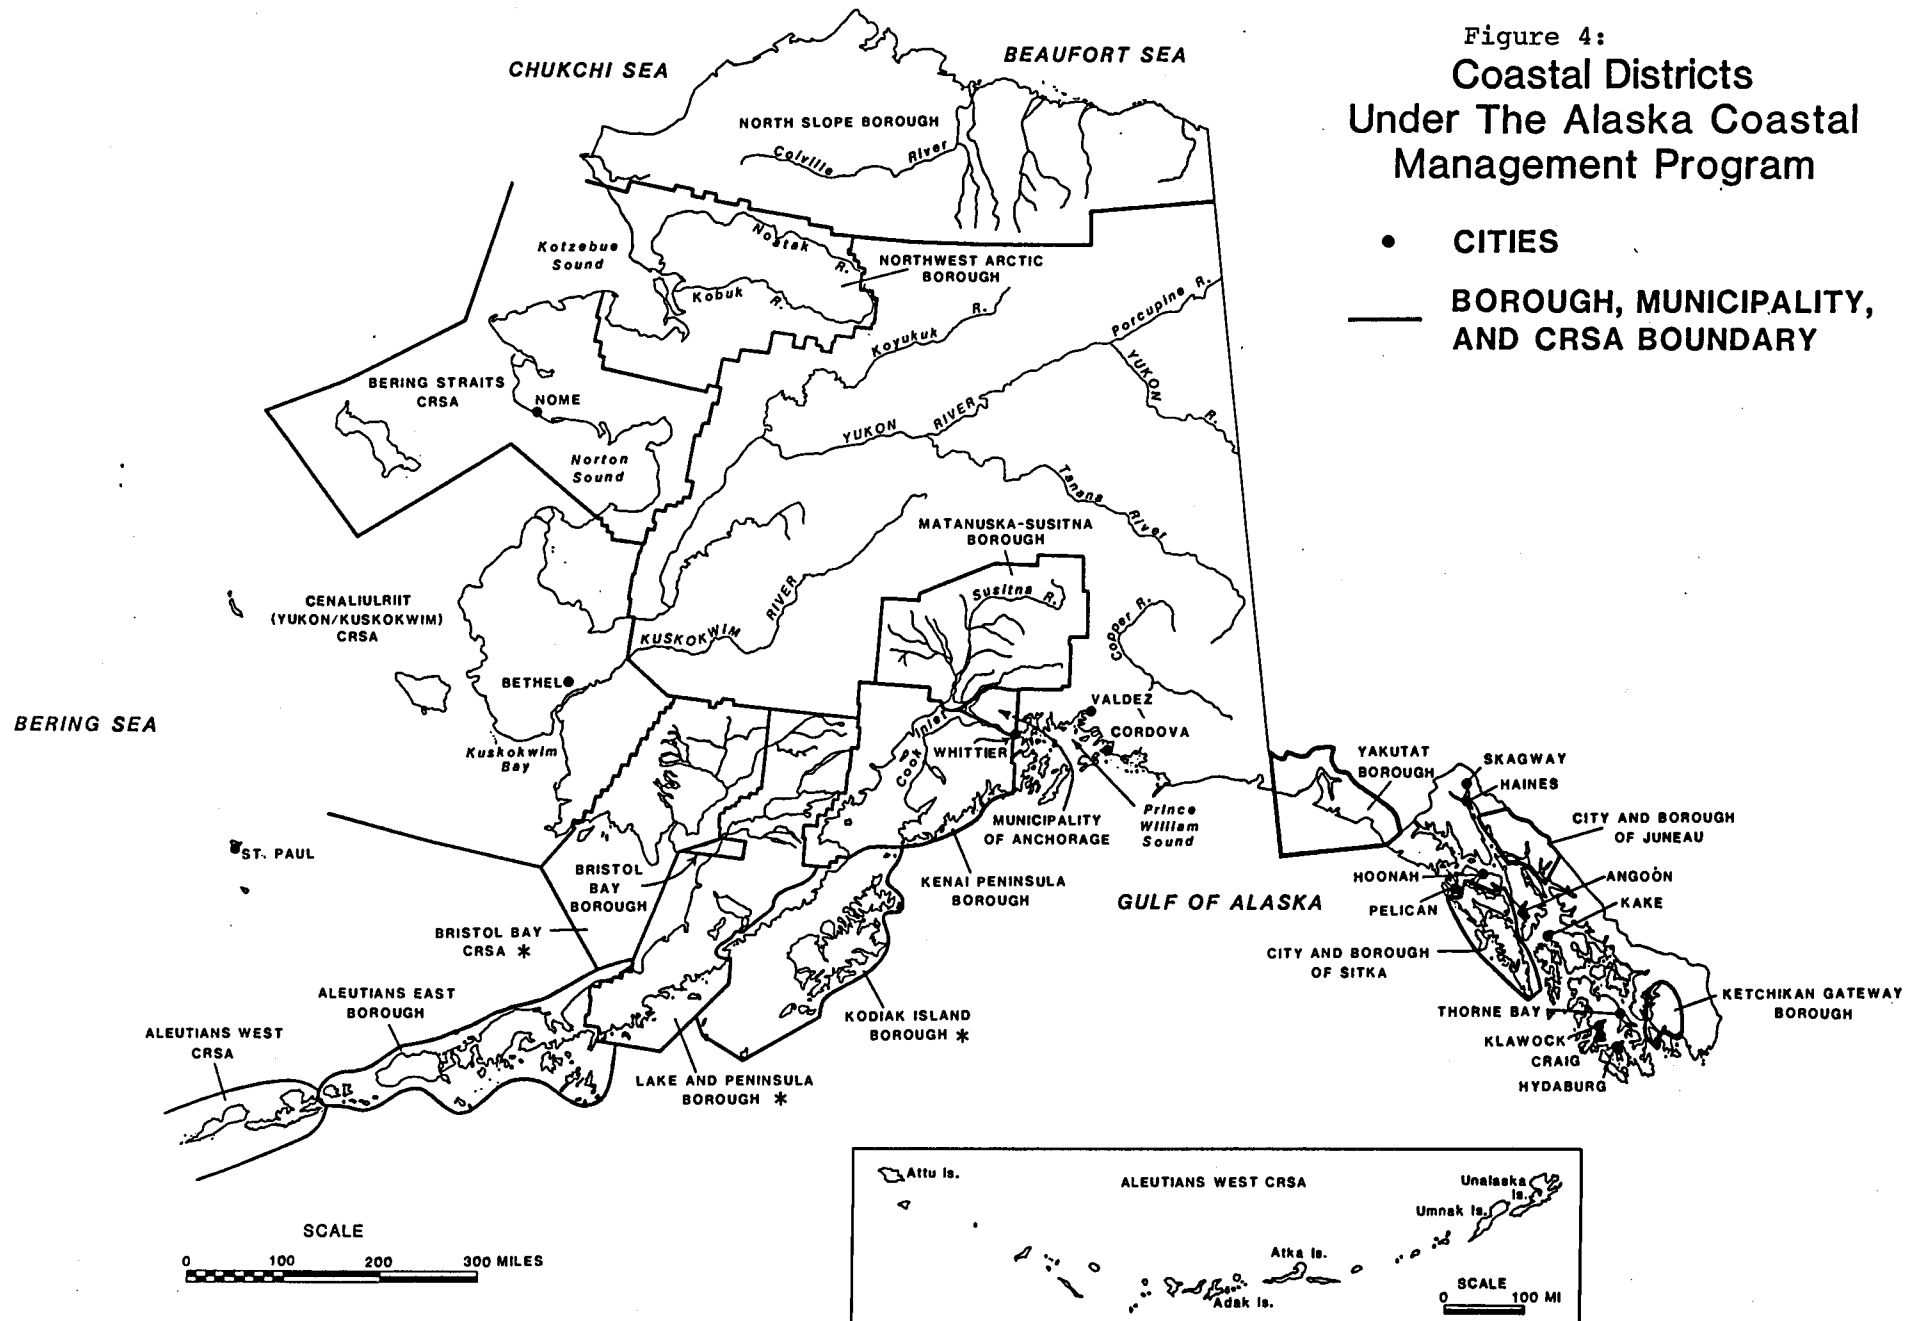 Figure 4:
Coastal Districts
Under The Alaska Coastal
Management Program
● CITIES
BOROUGH, MUNICIPALITY,
AND CRSA BOUNDARY
CHUKCHI SEA
BEAUFORT SEA
NORTH SLOPE BOROUGH
Colville River
Kotzebue
Sound
Noatak R.
NORTHWEST ARCTIC
BOROUGH
Kobuk R.
Koyukuk R.
Porcupine R.
YUKON R.
BERING STRAITS
CRSA
NOME
YUKON RIVER
Norton
Sound
Tanana River
MATANUSKA-SUSITNA
BOROUGH
Susitna R.
Copper R.
CENALIULRIIT
(YUKON/KUSKOKWIM)
CRSA
KUSKOKWIM RIVER
BETHEL
BERING SEA
Kuskokwim
Bay
VALDEZ
CORDOVA
WHITTIER
Cook Inlet
MUNICIPALITY
OF ANCHORAGE
Prince
William
Sound
YAKUTAT
BOROUGH
SKAGWAY
HAINES
CITY AND BOROUGH
OF JUNEAU
ST. PAUL
BRISTOL
BAY
BOROUGH
KENAI PENINSULA
BOROUGH
GULF OF ALASKA
HOONAH
ANGOON
PELICAN
KAKE
BRISTOL BAY
CRSA *
CITY AND BOROUGH
OF SITKA
ALEUTIANS EAST
BOROUGH
KODIAK ISLAND
BOROUGH *
KETCHIKAN GATEWAY
BOROUGH
THORNE BAY
ALEUTIANS WEST
CRSA
KLAWOCK
CRAIG
HYDABURG
LAKE AND PENINSULA
BOROUGH *
SCALE
0 100 200 300 MILES
Attu Is.
ALEUTIANS WEST CRSA
Unalaska
Is.
Umnak Is.
Atka Is.
Adak Is.
SCALE
0 100 MI